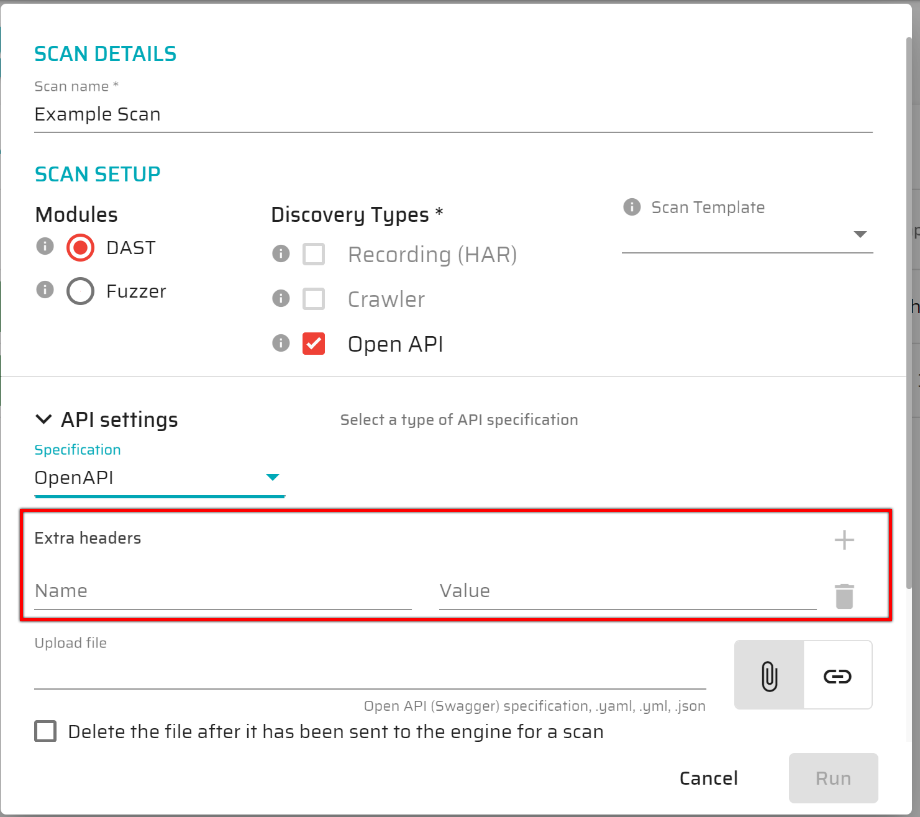 SCAN DETAILS
Scan name *
Example Scan
SCAN SETUP
Modules
DAST
Fuzzer
Discovery Types *
Recording (HAR)
Crawler
Open API
Scan Template
API settings
Select a type of API specification
Specification
OpenAPI
Extra headers
Name
Value
Upload file
Open API (Swagger) specification, .yaml, .yml, .json
Delete the file after it has been sent to the engine for a scan
Cancel
Run